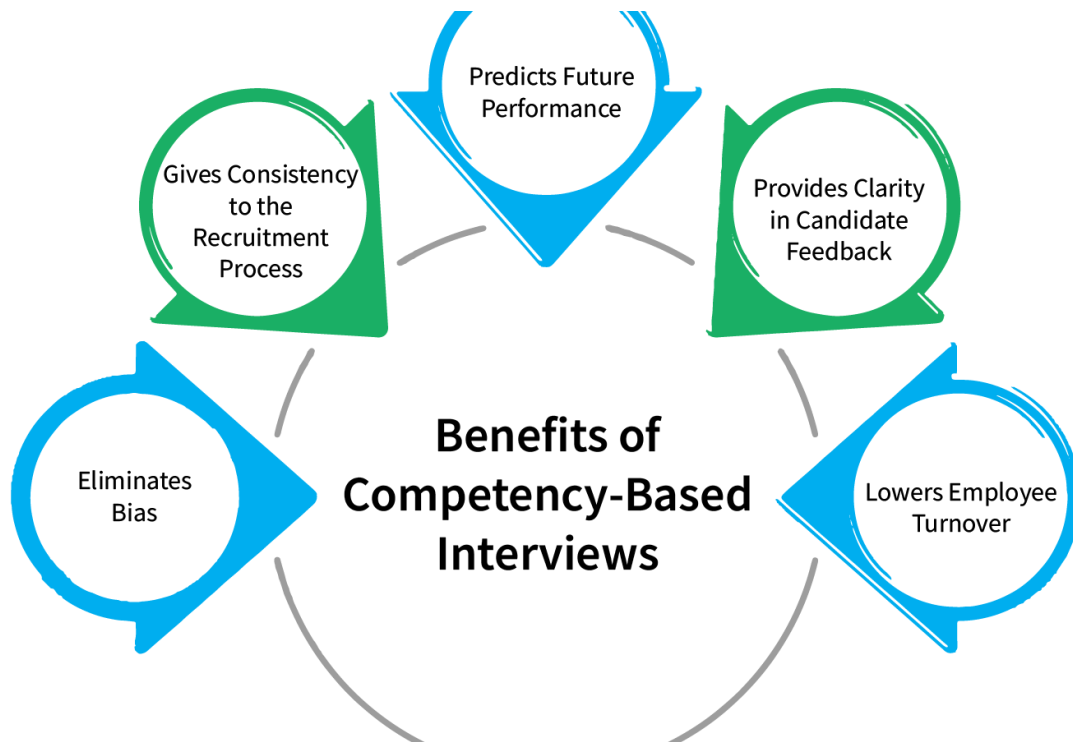 Predicts Future
Performance
Gives Consistency
to the
Recruitment
Process
Provides Clarity
in Candidate
Feedback
Eliminates
Bias
Benefits of
Competency-Based
Interviews
Lowers Employee
Turnover